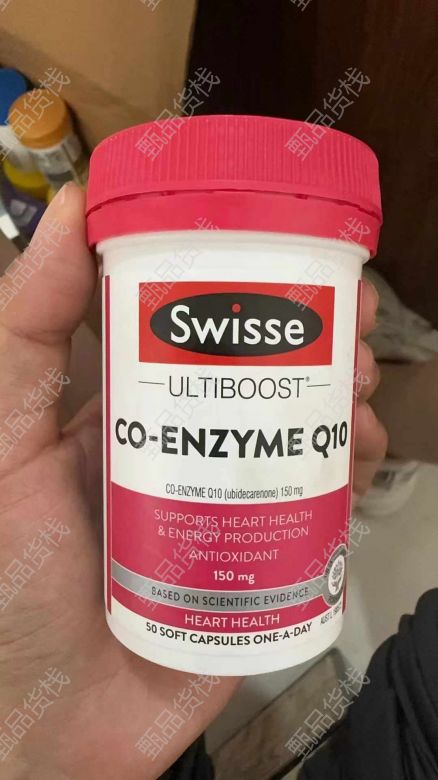 Swisse
ULTIBOOST®
CO-ENZYME Q10
CO-ENZYME Q10 (ubidecarenone) 150 mg
SUPPORTS HEART HEALTH
& ENERGY PRODUCTION
ANTIOXIDANT
150 mg
BASED ON SCIENTIFIC EVIDENCE
HEART HEALTH
AUST L
50 SOFT CAPSULES ONE-A-DAY
甄品货栈